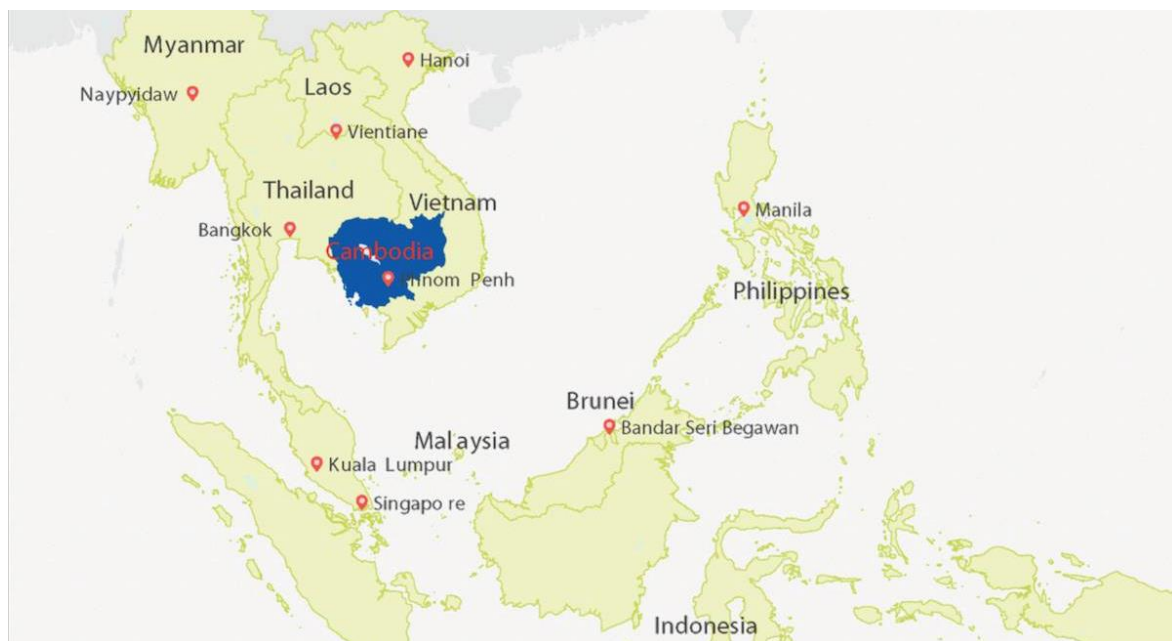 Myanmar
Hanoi
Laos
Naypyidaw
Vientiane
Thailand
Vietnam
Manila
Bangkok
Cambodia
Phnom Penh
Philippines
Brunei
Bandar Seri Begawan
Malaysia
Kuala Lumpur
Singapo re
Indonesia